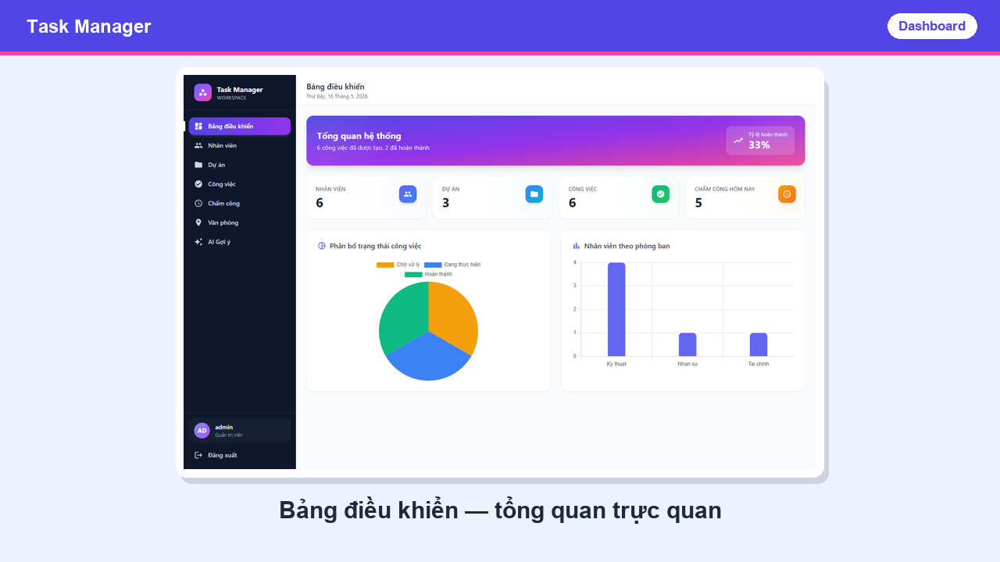 Task Manager
Dashboard
Task Manager
WORKSPACE
Bảng điều khiển
Nhân viên
Dự án
Công việc
Chấm công
Văn phòng
AI Gợi ý
AD
admin
Quản trị viên
Đăng xuất
Bảng điều khiển
Thứ Bảy, 16 Tháng 5, 2026
Tổng quan hệ thống
6 công việc đã được tạo, 2 đã hoàn thành
Tỷ lệ hoàn thành
33%
NHÂN VIÊN
6
DỰ ÁN
3
CÔNG VIỆC
6
CHẤM CÔNG HÔM NAY
5
Phân bổ trạng thái công việc
Chờ xử lý
Đang thực hiện
Hoàn thành
Nhân viên theo phòng ban
4
3
2
1
0
Ky thuat
Nhan su
Tai chinh
Bảng điều khiển — tổng quan trực quan